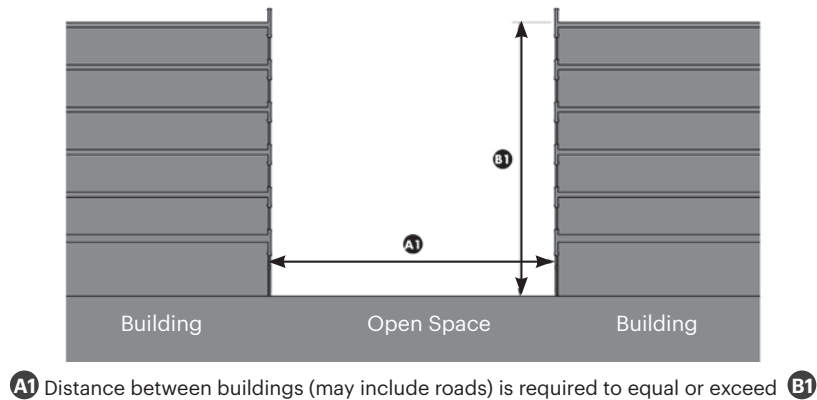 B1
A1
Building Open Space Building
A1 Distance between buildings (may include roads) is required to equal or exceed B1